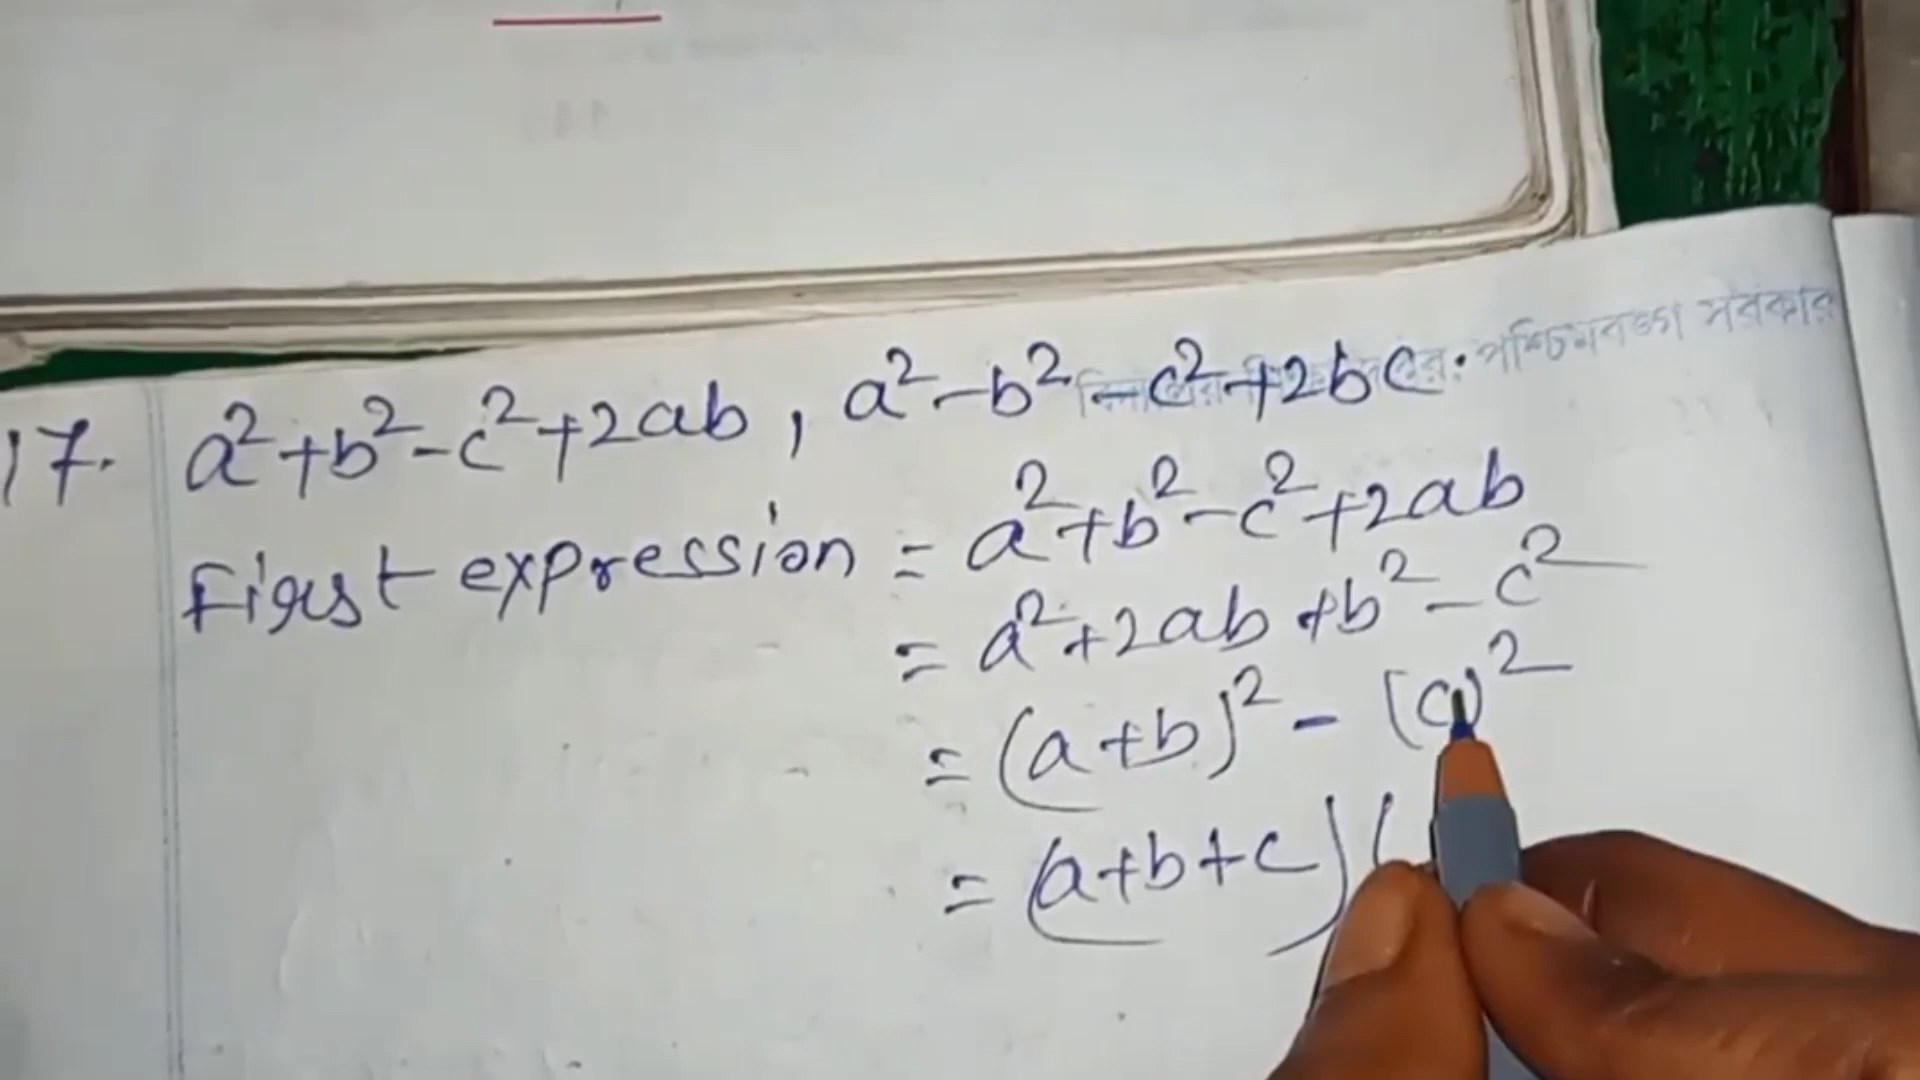 17. a²+b²-c²+2ab, a²-b²-c²+2bc.
পশ্চিমবঙ্গ সরকার
First expression = a²+b²-c²+2ab
= a²+2ab+b²-c²
= (a+b)²-(c)²
= (a+b+c)(